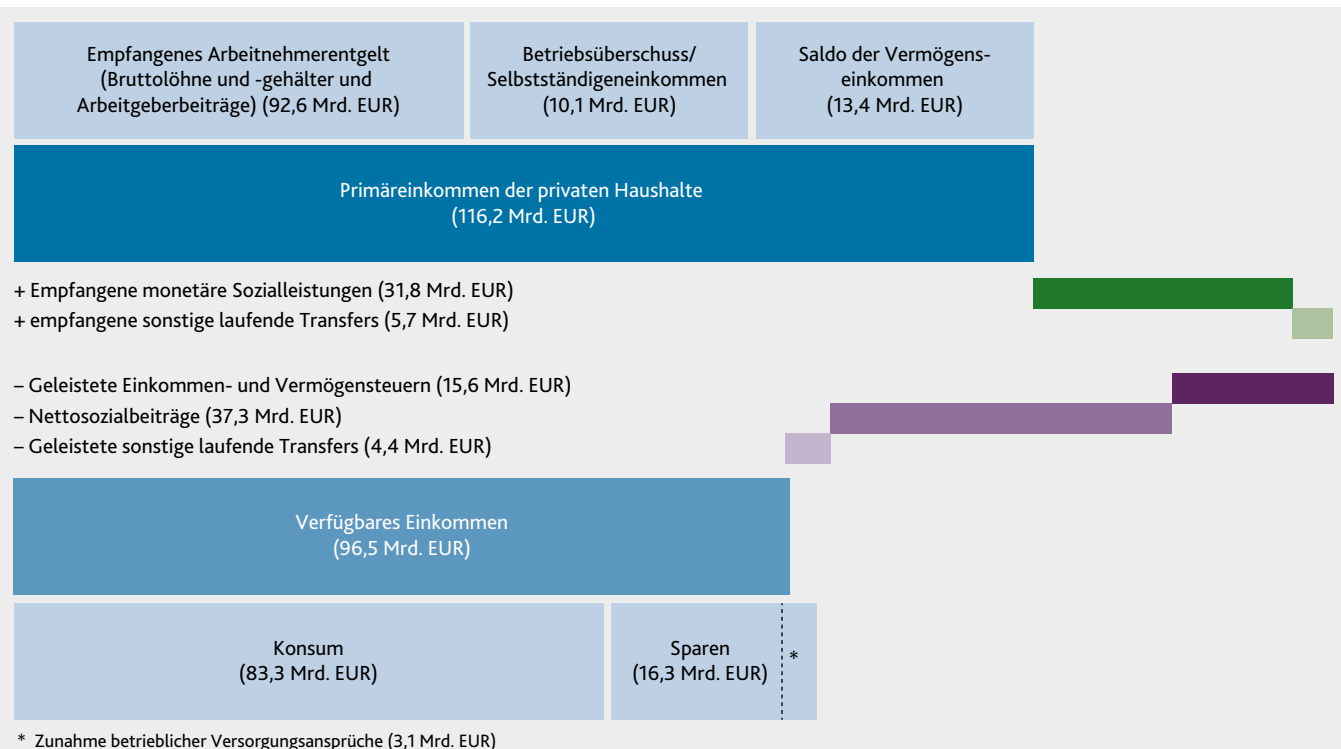 Empfangenes Arbeitnehmerentgelt
(Bruttolöhne und -gehälter und
Arbeitgeberbeiträge) (92,6 Mrd. EUR)
Betriebsüberschuss/
Selbstständigeneinkommen
(10,1 Mrd. EUR)
Saldo der Vermögens-
einkommen
(13,4 Mrd. EUR)
Primäreinkommen der privaten Haushalte
(116,2 Mrd. EUR)
+ Empfangene monetäre Sozialleistungen (31,8 Mrd. EUR)
+ empfangene sonstige laufende Transfers (5,7 Mrd. EUR)
– Geleistete Einkommen- und Vermögensteuern (15,6 Mrd. EUR)
– Nettosozialbeiträge (37,3 Mrd. EUR)
– Geleistete sonstige laufende Transfers (4,4 Mrd. EUR)
Verfügbares Einkommen
(96,5 Mrd. EUR)
Konsum
(83,3 Mrd. EUR)
Sparen
(16,3 Mrd. EUR)
*
* Zunahme betrieblicher Versorgungsansprüche (3,1 Mrd. EUR)